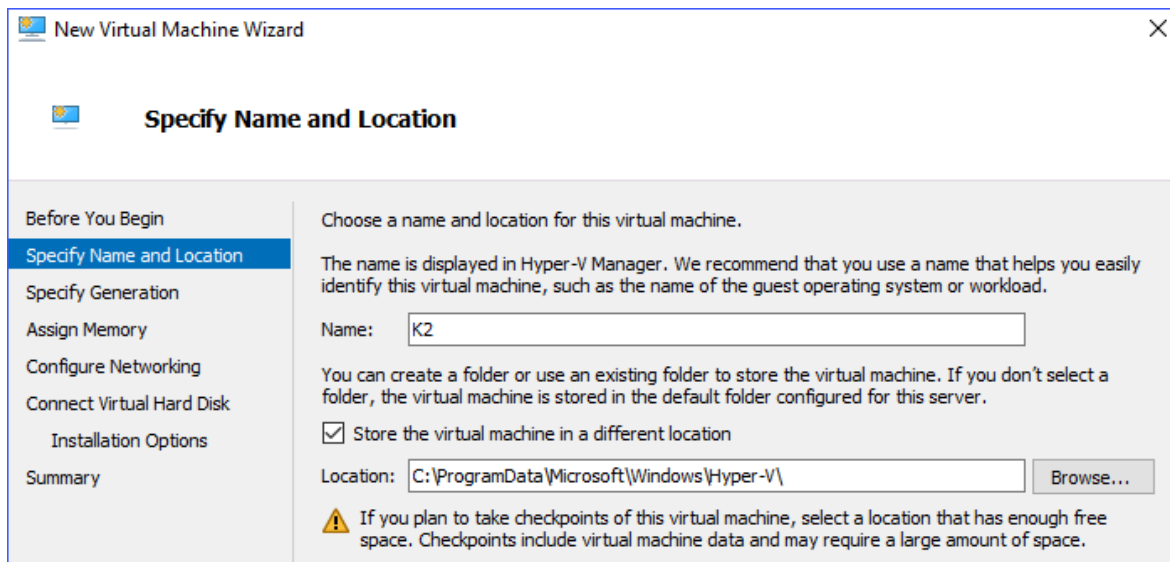 New Virtual Machine Wizard
Specify Name and Location
Before You Begin
Specify Name and Location
Specify Generation
Assign Memory
Configure Networking
Connect Virtual Hard Disk
Installation Options
Summary
Choose a name and location for this virtual machine.
The name is displayed in Hyper-V Manager. We recommend that you use a name that helps you easily
identify this virtual machine, such as the name of the guest operating system or workload.
Name: K2
You can create a folder or use an existing folder to store the virtual machine. If you don't select a
folder, the virtual machine is stored in the default folder configured for this server.
Store the virtual machine in a different location
Location: C:\ProgramData\Microsoft\Windows\Hyper-V\ Browse...
If you plan to take checkpoints of this virtual machine, select a location that has enough free
space. Checkpoints include virtual machine data and may require a large amount of space.